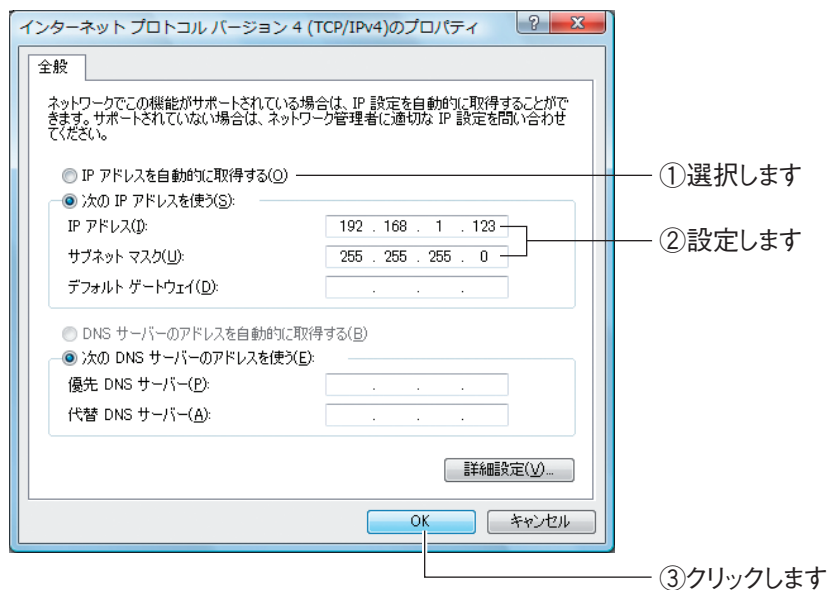 インターネット プロトコル バージョン 4 (TCP/IPv4)のプロパティ
全般
ネットワークでこの機能がサポートされている場合は、IP 設定を自動的に取得することがで
きます。サポートされていない場合は、ネットワーク管理者に適切な IP 設定を問い合わせ
てください。
IP アドレスを自動的に取得する(O)
①選択します
次の IP アドレスを使う(S):
IP アドレス(I):
192 . 168 . 1 . 123
②設定します
サブネット マスク(U):
255 . 255 . 255 . 0
デフォルト ゲートウェイ(D):
. . .
DNS サーバーのアドレスを自動的に取得する(B)
次の DNS サーバーのアドレスを使う(E):
優先 DNS サーバー(P):
. . .
代替 DNS サーバー(A):
. . .
詳細設定(V)...
OK
キャンセル
③クリックします